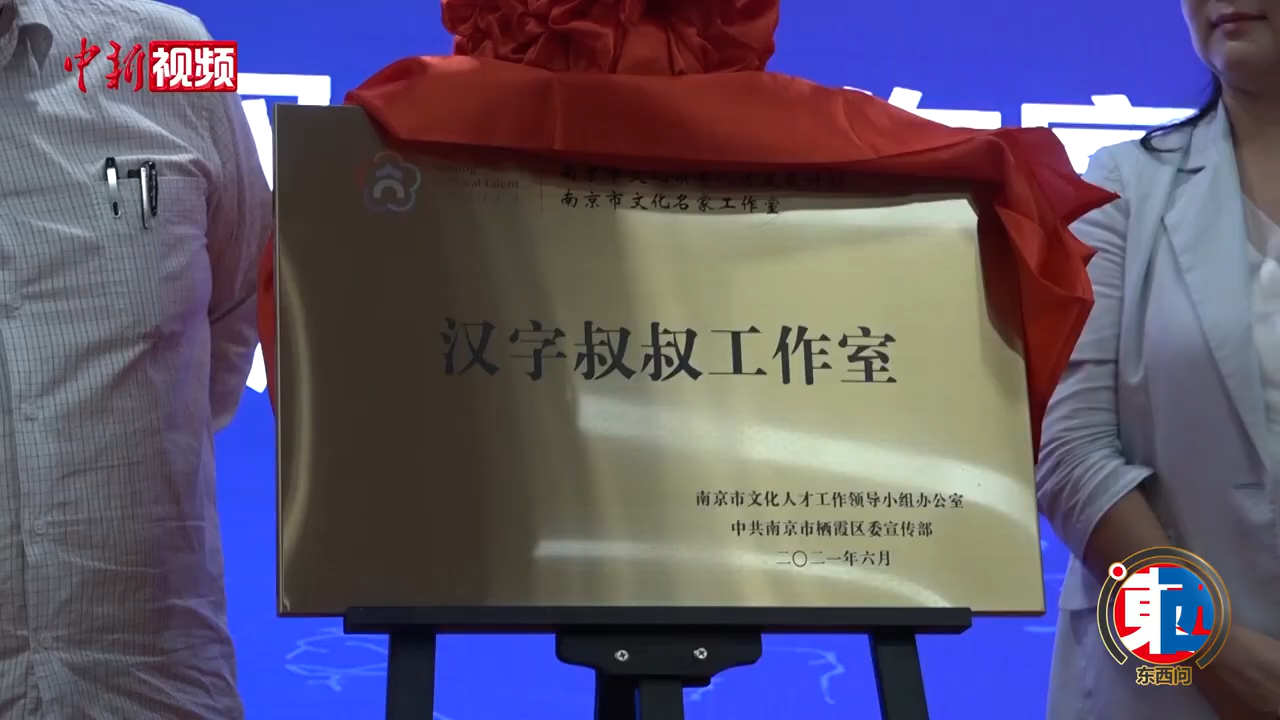 中新视频
南京市文化名家工作室
汉字叔叔工作室
南京市文化人才工作领导小组办公室
中共南京市栖霞区委宣传部
二〇二一年六月
东西问